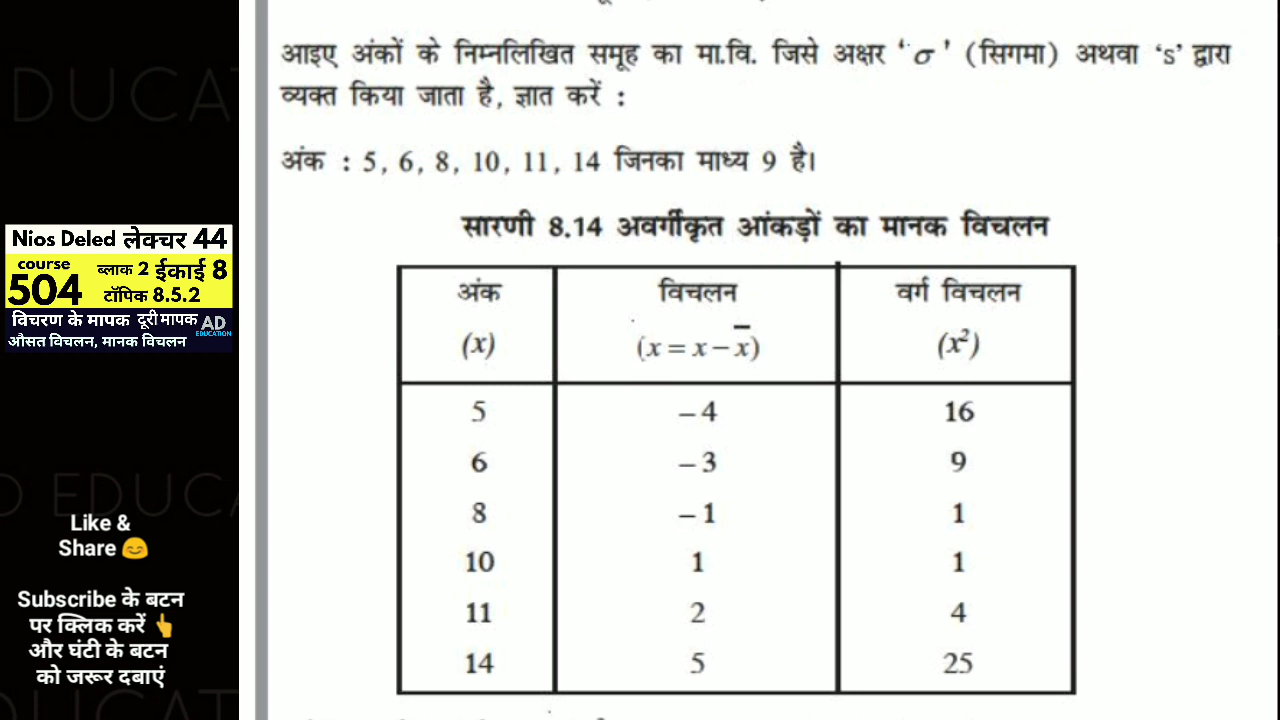 आइए अंकों के निम्नलिखित समूह का मा.वि. जिसे अक्षर ‘σ’ (सिगमा) अथवा ‘s’ द्वारा
व्यक्त किया जाता है, ज्ञात करें :
अंक : 5, 6, 8, 10, 11, 14 जिनका माध्य 9 है।
सारणी 8.14 अवर्गीकृत आंकड़ों का मानक विचलन
अंक विचलन वर्ग विचलन
(x) (x = x – x̄) (x²)
5 –4 16
6 –3 9
8 –1 1
10 1 1
11 2 4
14 5 25
Nios Deled लेक्चर 44
course
504
ब्लाक 2 ईकाई 8
टॉपिक 8.5.2
विचरण के मापक दूरी मापक
औसत विचलन, मानक विचलन
AD
EDUCATION
Like &
Share 😊
Subscribe के बटन
पर क्लिक करें 👆
और घंटी के बटन
को जरूर दबाएं